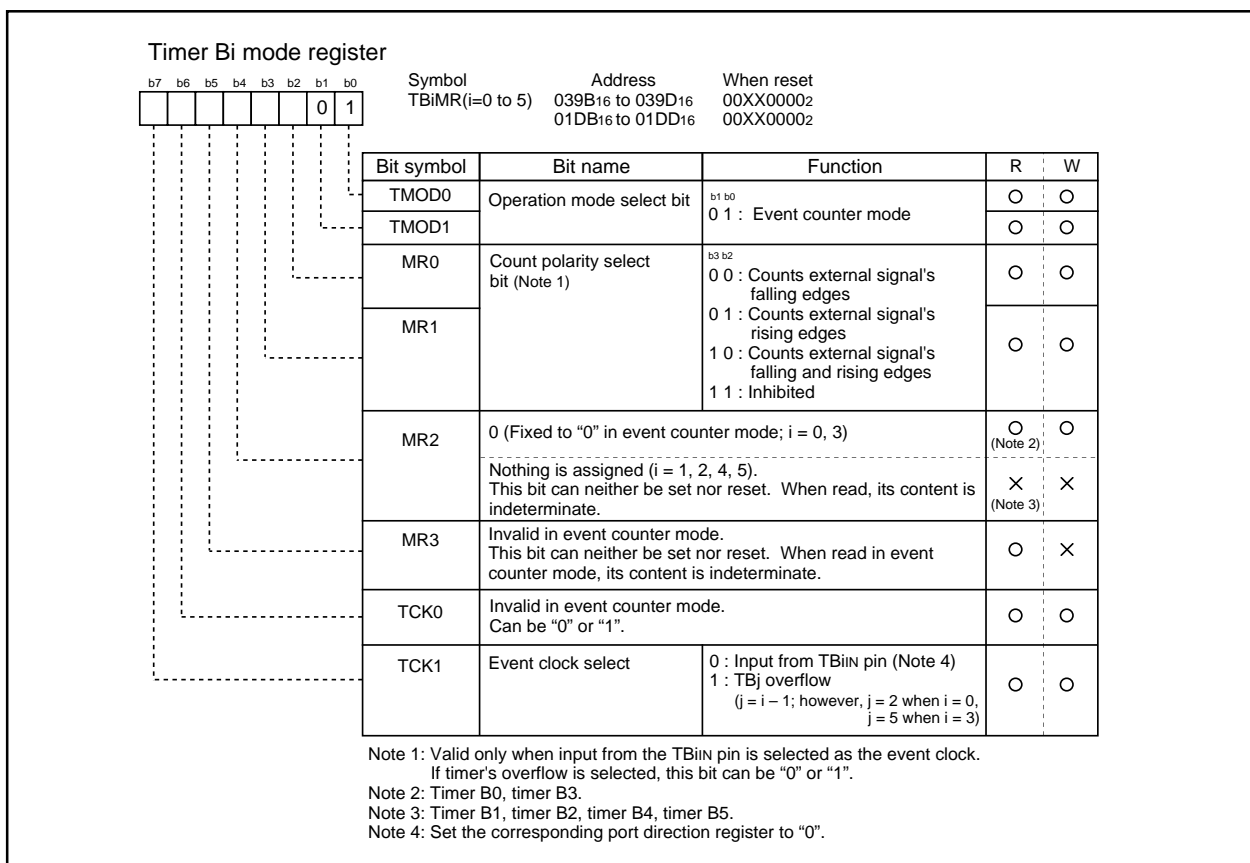 Timer Bi mode register
b7 b6 b5 b4 b3 b2 b1 b0
0 1
Symbol Address When reset
TBiMR(i=0 to 5) 039B16 to 039D16 00XX00002
01DB16 to 01DD16 00XX00002
Bit symbol Bit name Function R W
TMOD0 Operation mode select bit b1 b0
0 1 : Event counter mode
TMOD1
MR0 Count polarity select
bit (Note 1)
b3 b2
0 0 : Counts external signal's
falling edges
0 1 : Counts external signal's
rising edges
MR1
1 0 : Counts external signal's
falling and rising edges
1 1 : Inhibited
MR2 0 (Fixed to “0” in event counter mode; i = 0, 3)
(Note 2)
Nothing is assigned (i = 1, 2, 4, 5).
This bit can neither be set nor reset. When read, its content is
indeterminate.
(Note 3)
MR3 Invalid in event counter mode.
This bit can neither be set nor reset. When read in event
counter mode, its content is indeterminate.
TCK0 Invalid in event counter mode.
Can be “0” or “1”.
TCK1 Event clock select 0 : Input from TBiIN pin (Note 4)
1 : TBj overflow
(j = i – 1; however, j = 2 when i = 0,
j = 5 when i = 3)
Note 1: Valid only when input from the TBiIN pin is selected as the event clock.
If timer's overflow is selected, this bit can be “0” or “1”.
Note 2: Timer B0, timer B3.
Note 3: Timer B1, timer B2, timer B4, timer B5.
Note 4: Set the corresponding port direction register to “0”.